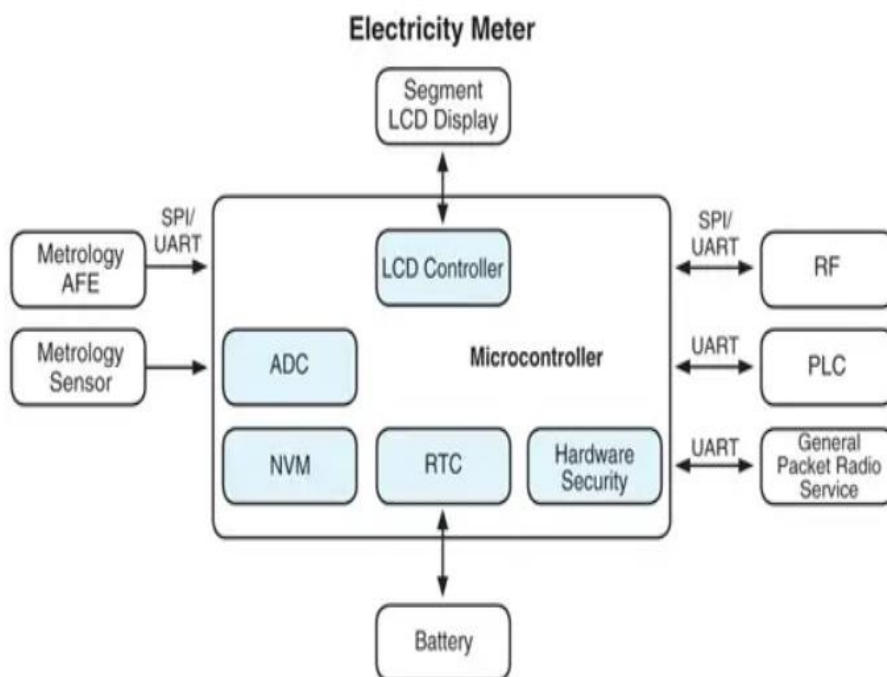 Electricity Meter
Segment
LCD Display
SPI/
UART
Metrology
AFE
LCD Controller
SPI/
UART
RF
Metrology
Sensor
ADC
Microcontroller
UART
PLC
NVM
RTC
Hardware
Security
UART
General
Packet Radio
Service
Battery